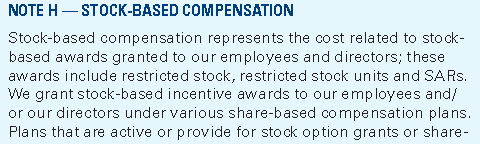 NOTE H — STOCK-BASED COMPENSATION
Stock-based compensation represents the cost related to stock-
based awards granted to our employees and directors; these
awards include restricted stock, restricted stock units and SARs.
We grant stock-based incentive awards to our employees and/
or our directors under various share-based compensation plans.
Plans that are active or provide for stock option grants or share-